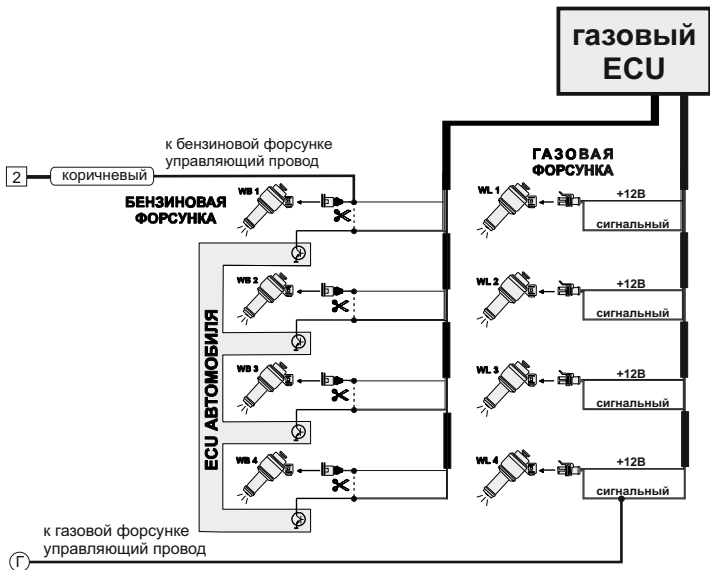 газовый
ECU
к бензиновой форсунке
управляющий провод
2
коричневый
БЕНЗИНОВАЯ
ФОРСУНКА
ГАЗОВАЯ
ФОРСУНКА
WB 1
WL 1
+12В
сигнальный
WB 2
WL 2
+12В
сигнальный
ECU АВТОМОБИЛЯ
WB 3
WL 3
+12В
сигнальный
WB 4
WL 4
+12В
сигнальный
к газовой форсунке
управляющий провод
Г